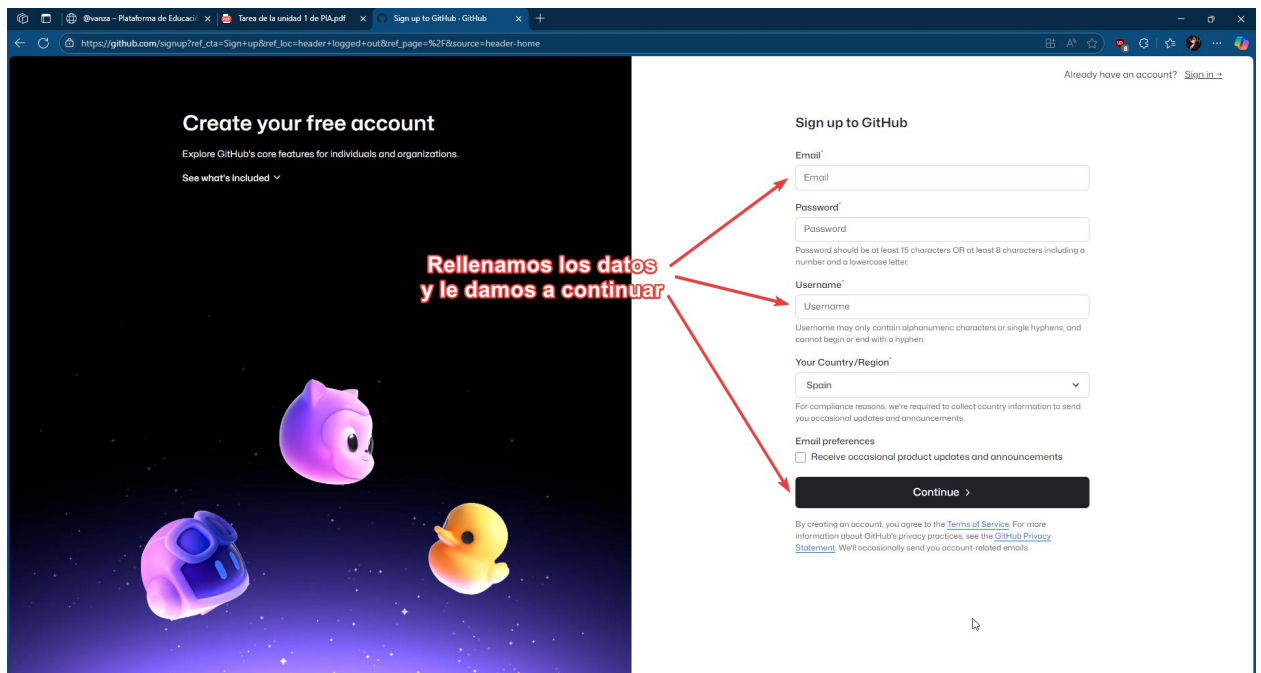 @vanza – Plataforma de Educació
Tarea de la unidad 1 de PIA.pdf
Sign up to GitHub · GitHub
https://github.com/signup?ref_cta=Sign+up&ref_loc=header+logged+out&ref_page=%2F&source=header-home
Already have an account? Sign in →
Create your free account
Explore GitHub's core features for individuals and organizations.
See what's included
Rellenamos los datos
y le damos a continuar
Sign up to GitHub
Email*
Email
Password*
Password
Password should be at least 15 characters OR at least 8 characters including a
number and a lowercase letter.
Username*
Username
Username may only contain alphanumeric characters or single hyphens, and
cannot begin or end with a hyphen.
Your Country/Region*
Spain
For compliance reasons, we're required to collect country information to send
you occasional updates and announcements.
Email preferences
Receive occasional product updates and announcements
Continue >
By creating an account, you agree to the Terms of Service. For more
information about GitHub's privacy practices, see the GitHub Privacy
Statement. We'll occasionally send you account-related emails.